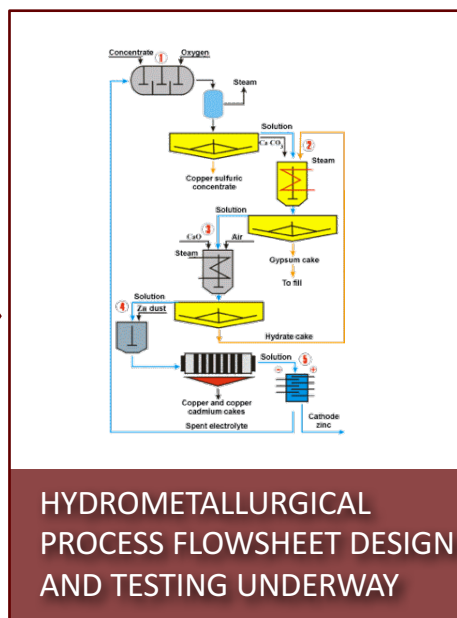 Concentrate
Oxygen
1
Steam
Solution
Ca CO3
2
Steam
Copper sulfuric
concentrate
Solution
3
CaO
Air
Steam
Gypsum cake
To fill
4
Solution
Zn dust
Hydrate cake
Solution
5
− +
Copper and copper
cadmium cakes
Cathode
zinc
Spent electrolyte
HYDROMETALLURGICAL
PROCESS FLOWSHEET DESIGN
AND TESTING UNDERWAY